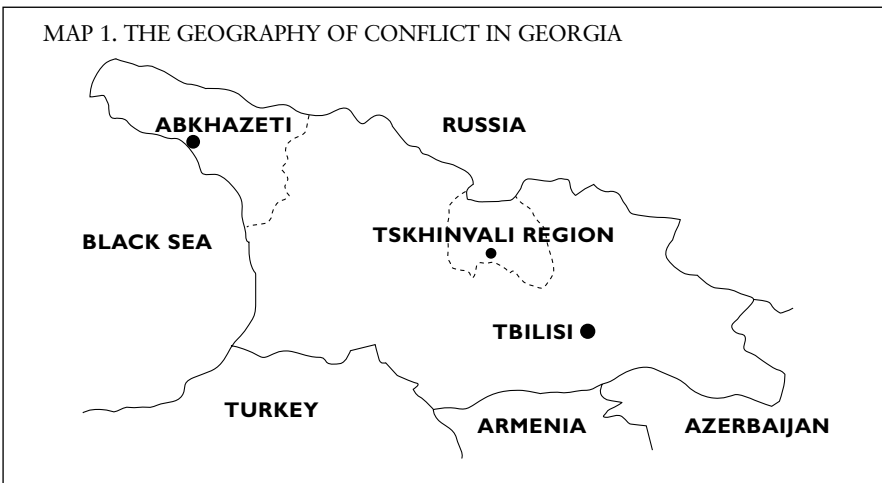 MAP 1. THE GEOGRAPHY OF CONFLICT IN GEORGIA
ABKHAZETI
RUSSIA
BLACK SEA
TSKHINVALI REGION
TBILISI
TURKEY
ARMENIA
AZERBAIJAN